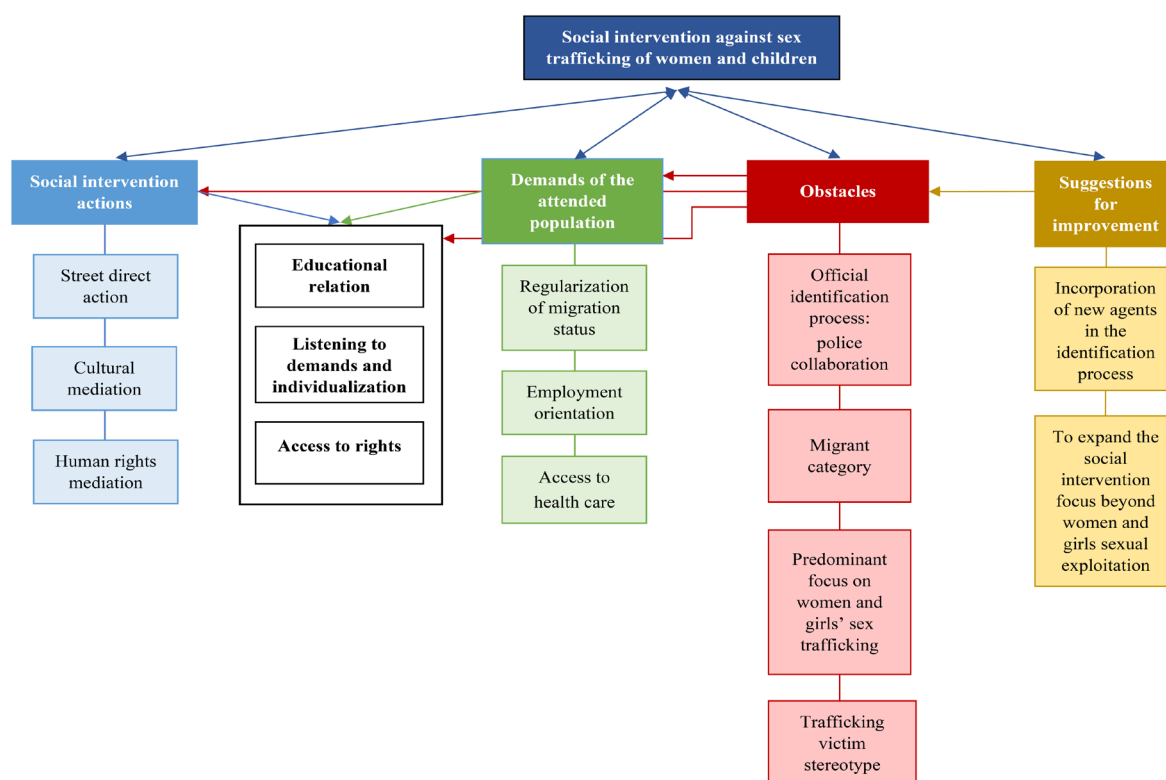 Social intervention against sex
trafficking of women and children
Social intervention
actions
Street direct
action
Cultural
mediation
Human rights
mediation
Educational
relation
Listening to
demands and
individualization
Access to rights
Demands of the
attended
population
Regularization
of migration
status
Employment
orientation
Access to
health care
Obstacles
Official
identification
process:
police
collaboration
Migrant
category
Predominant
focus on
women and
girls’ sex
trafficking
Trafficking
victim
stereotype
Suggestions
for
improvement
Incorporation
of new agents
in the
identification
process
To expand the
social
intervention
focus beyond
women and
girls sexual
exploitation